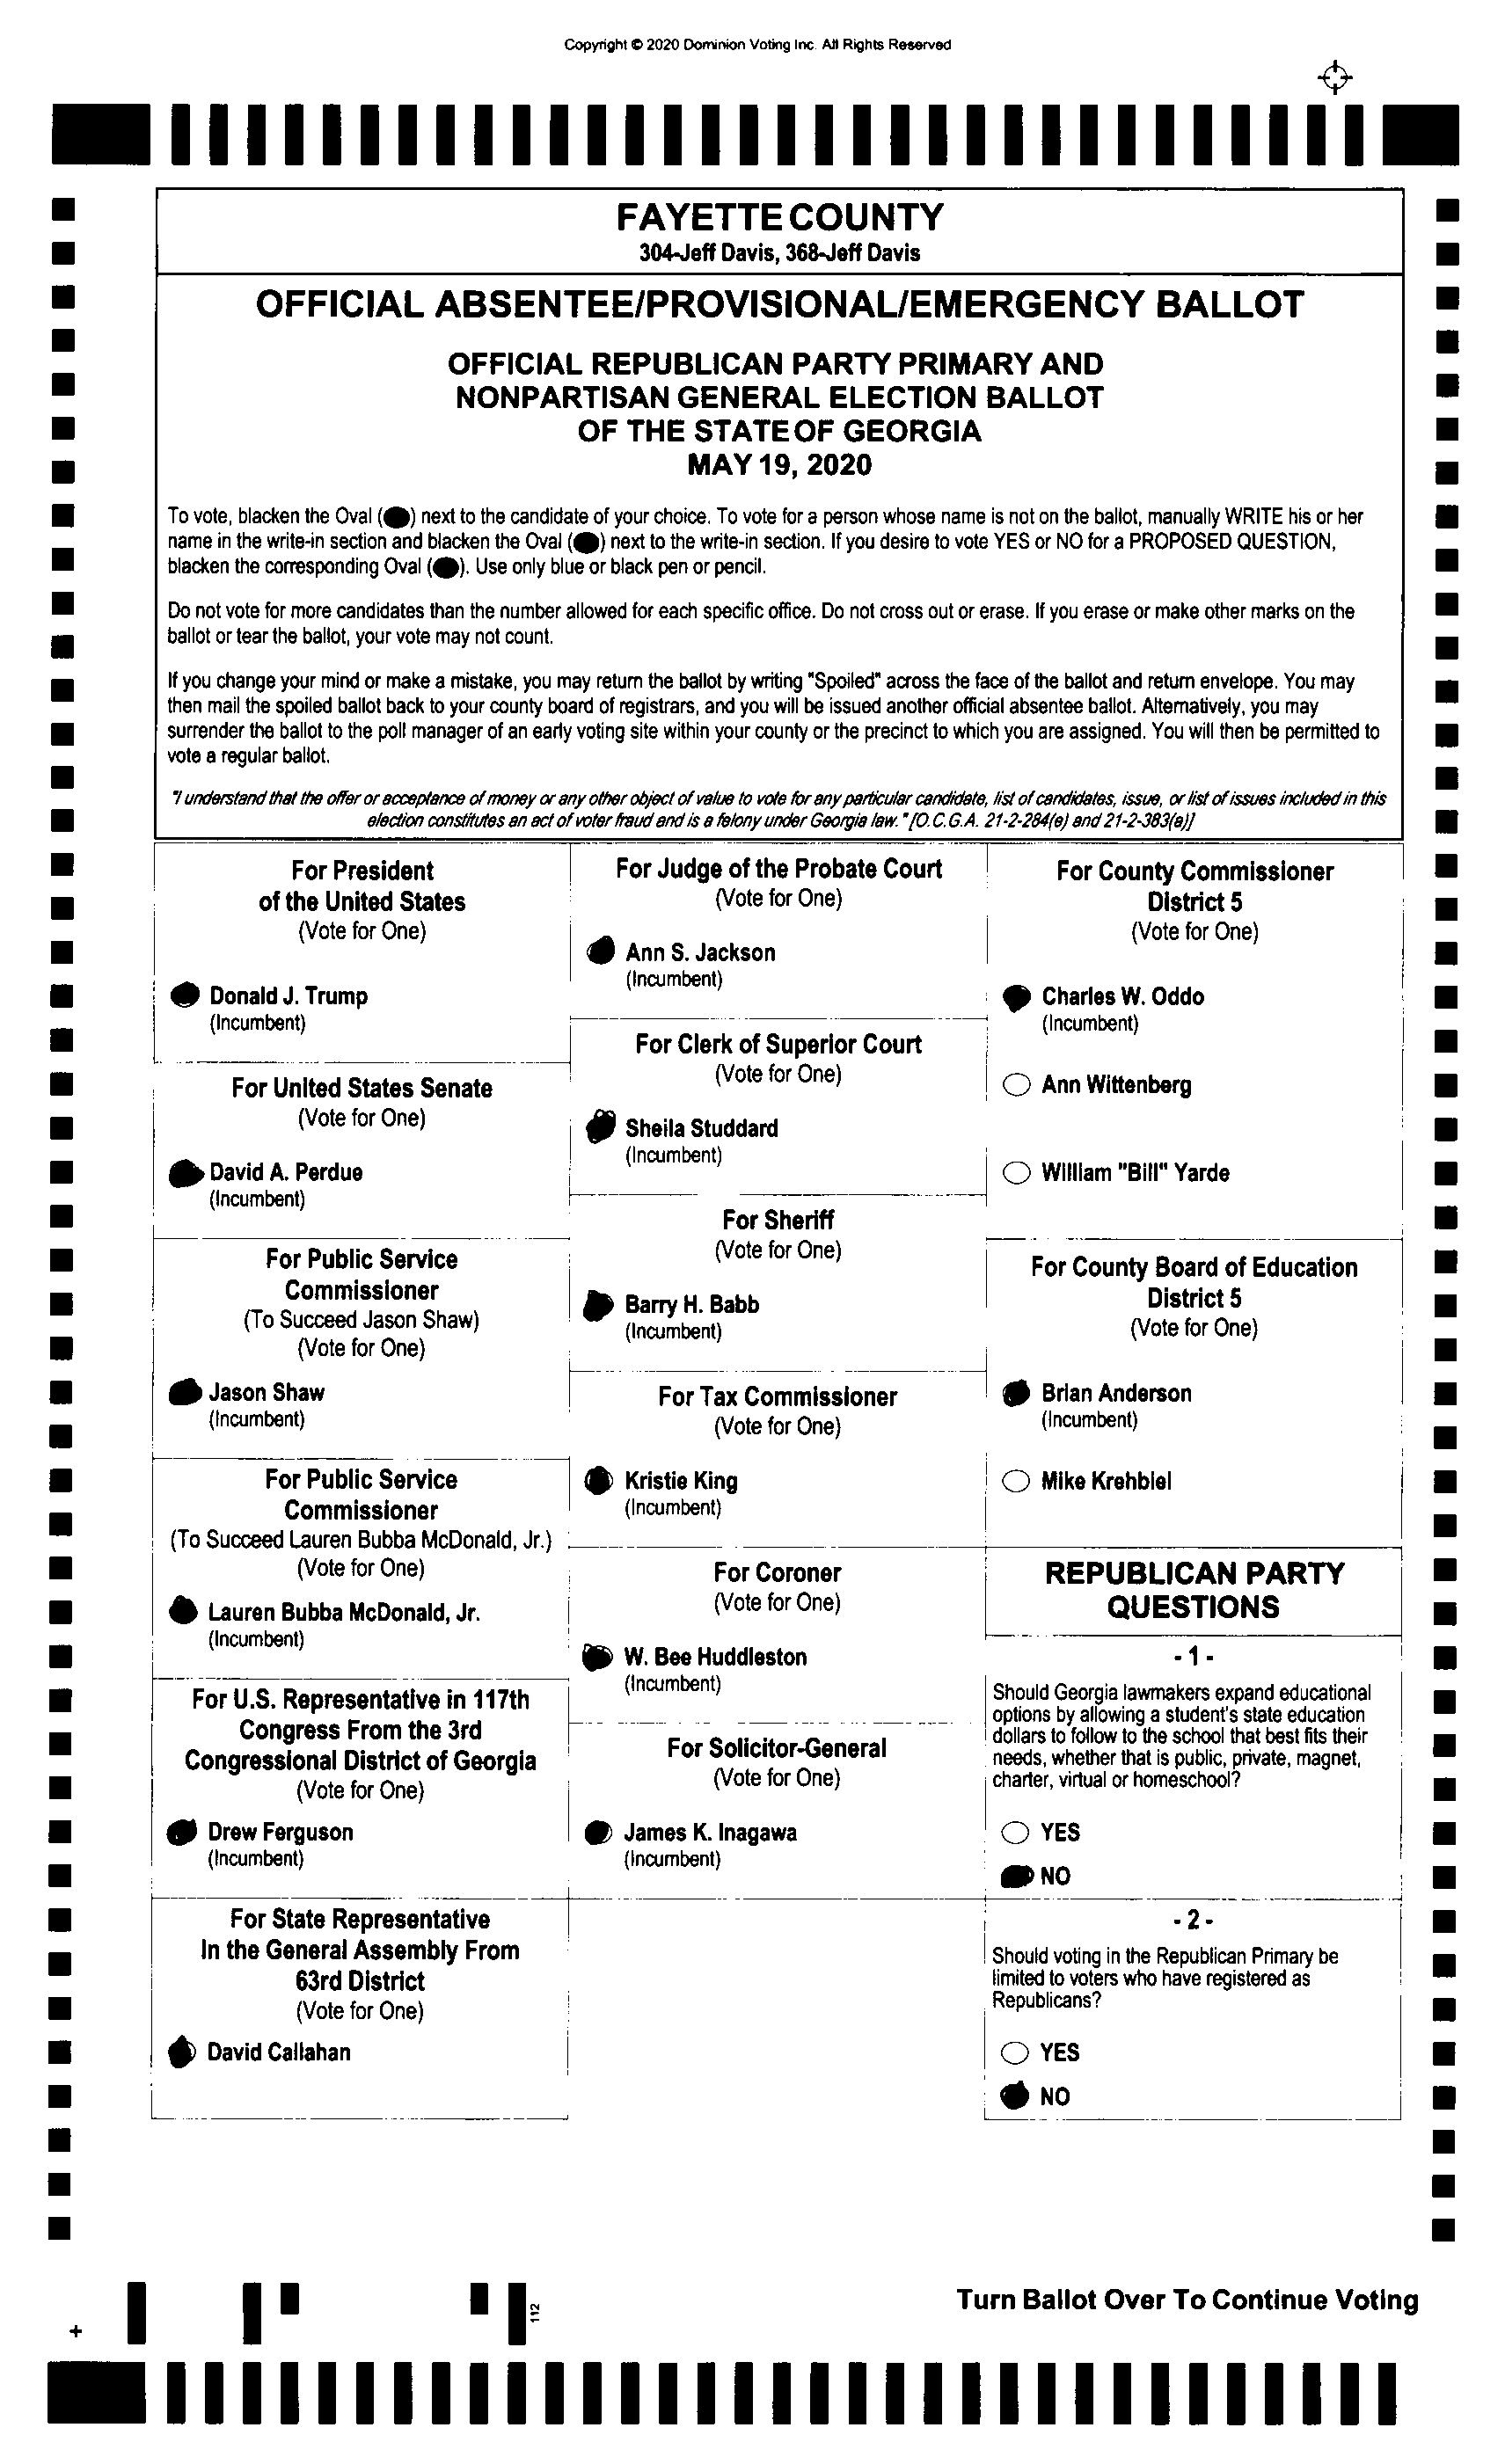 Copyright © 2020 Dominion Voting Inc. All Rights Reserved
FAYETTE COUNTY
304-Jeff Davis, 368-Jeff Davis
OFFICIAL ABSENTEE/PROVISIONAL/EMERGENCY BALLOT
OFFICIAL REPUBLICAN PARTY PRIMARY AND
NONPARTISAN GENERAL ELECTION BALLOT
OF THE STATE OF GEORGIA
MAY 19, 2020
To vote, blacken the Oval (●) next to the candidate of your choice. To vote for a person whose name is not on the ballot, manually WRITE his or her
name in the write-in section and blacken the Oval (●) next to the write-in section. If you desire to vote YES or NO for a PROPOSED QUESTION,
blacken the corresponding Oval (●). Use only blue or black pen or pencil.
Do not vote for more candidates than the number allowed for each specific office. Do not cross out or erase. If you erase or make other marks on the
ballot or tear the ballot, your vote may not count.
If you change your mind or make a mistake, you may return the ballot by writing "Spoiled" across the face of the ballot and return envelope. You may
then mail the spoiled ballot back to your county board of registrars, and you will be issued another official absentee ballot. Alternatively, you may
surrender the ballot to the poll manager of an early voting site within your county or the precinct to which you are assigned. You will then be permitted to
vote a regular ballot.
"I understand that the offer or acceptance of money or any other object of value to vote for any particular candidate, list of candidates, issue, or list of issues included in this
election constitutes an act of voter fraud and is a felony under Georgia law." [O.C.G.A. 21-2-284(e) and 21-2-383(a)]
For President
of the United States
(Vote for One)
Donald J. Trump
(Incumbent)
For United States Senate
(Vote for One)
David A. Perdue
(Incumbent)
For Public Service
Commissioner
(To Succeed Jason Shaw)
(Vote for One)
Jason Shaw
(Incumbent)
For Public Service
Commissioner
(To Succeed Lauren Bubba McDonald, Jr.)
(Vote for One)
Lauren Bubba McDonald, Jr.
(Incumbent)
For U.S. Representative in 117th
Congress From the 3rd
Congressional District of Georgia
(Vote for One)
Drew Ferguson
(Incumbent)
For State Representative
In the General Assembly From
63rd District
(Vote for One)
David Callahan
For Judge of the Probate Court
(Vote for One)
Ann S. Jackson
(Incumbent)
For Clerk of Superior Court
(Vote for One)
Sheila Studdard
(Incumbent)
For Sheriff
(Vote for One)
Barry H. Babb
(Incumbent)
For Tax Commissioner
(Vote for One)
Kristie King
(Incumbent)
For Coroner
(Vote for One)
W. Bee Huddleston
(Incumbent)
For Solicitor-General
(Vote for One)
James K. Inagawa
(Incumbent)
For County Commissioner
District 5
(Vote for One)
Charles W. Oddo
(Incumbent)
Ann Wittenberg
William "Bill" Yarde
For County Board of Education
District 5
(Vote for One)
Brian Anderson
(Incumbent)
Mike Krehbiel
REPUBLICAN PARTY
QUESTIONS
- 1 -
Should Georgia lawmakers expand educational
options by allowing a student's state education
dollars to follow to the school that best fits their
needs, whether that is public, private, magnet,
charter, virtual or homeschool?
YES
NO
- 2 -
Should voting in the Republican Primary be
limited to voters who have registered as
Republicans?
YES
NO
112
Turn Ballot Over To Continue Voting